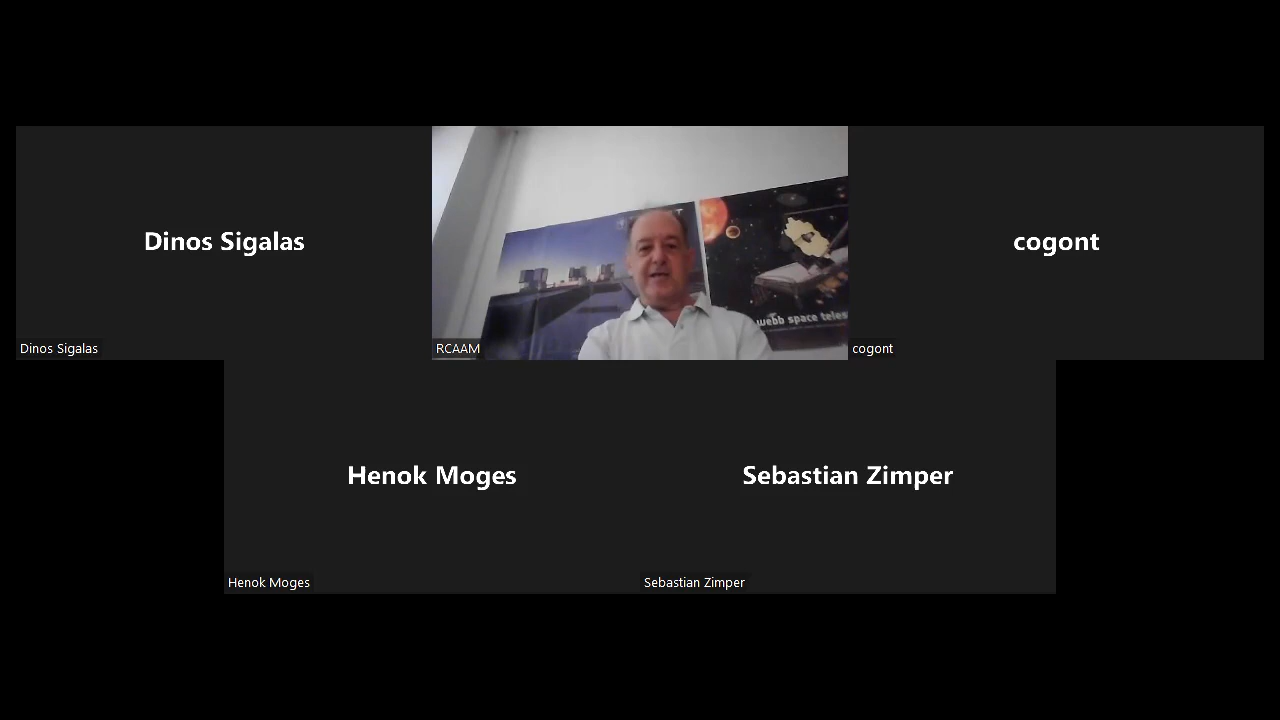 Dinos Sigalas
Dinos Sigalas
webb space teles
RCAAM
cogont
cogont
Henok Moges
Henok Moges
Sebastian Zimper
Sebastian Zimper